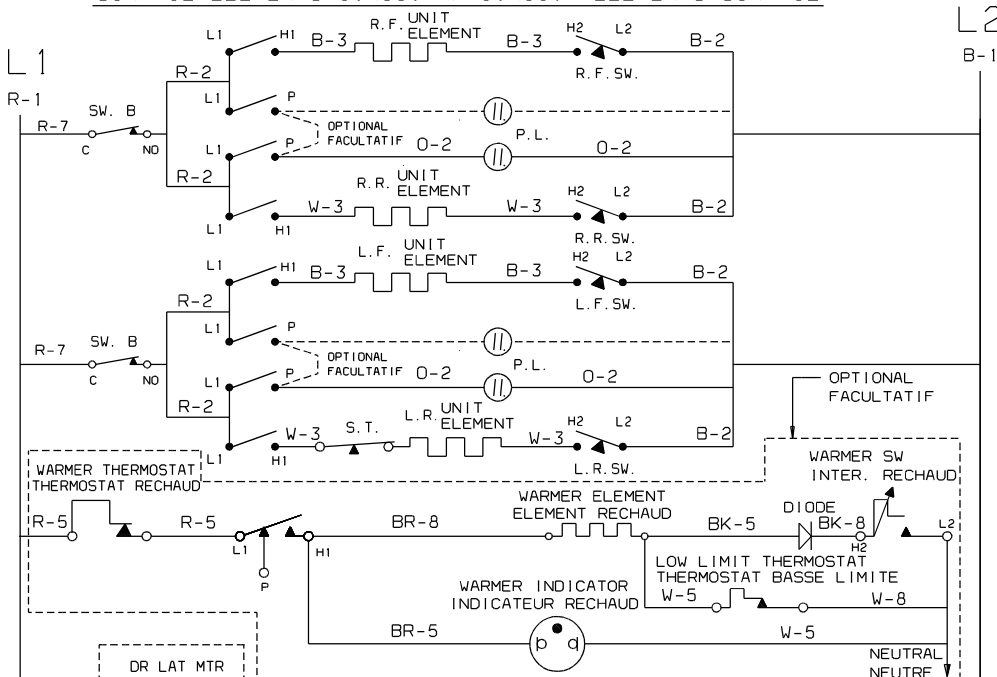 L1
L2
R-1
B-1
L1
H1
B-3
R.F. UNIT
ELEMENT
B-3
H2
L2
B-2
R.F.SW.
R-2
SW. B
R-7
C
NO
L1
P
OPTIONAL
FACULTATIF
P.L.
L1
P
O-2
O-2
R-2
R.R. UNIT
ELEMENT
L1
H1
W-3
W-3
H2
L2
B-2
R.R.SW.
L.F. UNIT
ELEMENT
L1
H1
B-3
B-3
H2
L2
B-2
L.F.SW.
R-2
SW. B
R-7
C
NO
L1
P
OPTIONAL
FACULTATIF
P.L.
L1
P
O-2
O-2
R-2
OPTIONAL
FACULTATIF
L.R. UNIT
ELEMENT
L1
H1
W-3
S.T.
W-3
H2
L2
B-2
L.R.SW.
WARMER THERMOSTAT
THERMOSTAT RECHAUD
WARMER SW
INTER. RECHAUD
WARMER ELEMENT
ELEMENT RECHAUD
DIODE
R-5
R-5
L1
H1
P
BR-8
BK-5
BK-8
H2
L2
LOW LIMIT THERMOSTAT
THERMOSTAT BASSE LIMITE
W-5
W-8
WARMER INDICATOR
INDICATEUR RECHAUD
BR-5
W-5
NEUTRAL
NEUTRE
DR LAT MTR